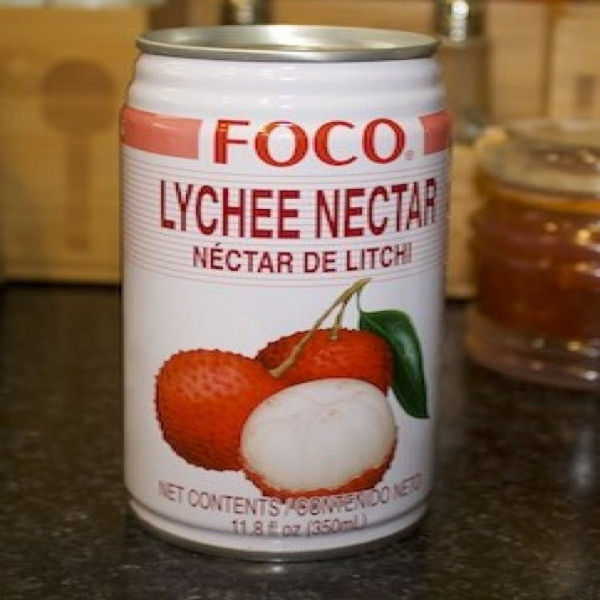 FOCO®
LYCHEE NECTAR
NÉCTAR DE LITCHI
NET CONTENTS / CONTENIDO NETO
11.8 fl oz (350mL)